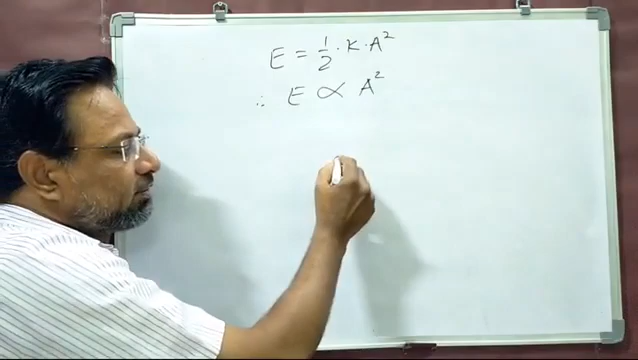 E = 1/2 · K · A²
∴ E ∝ A²